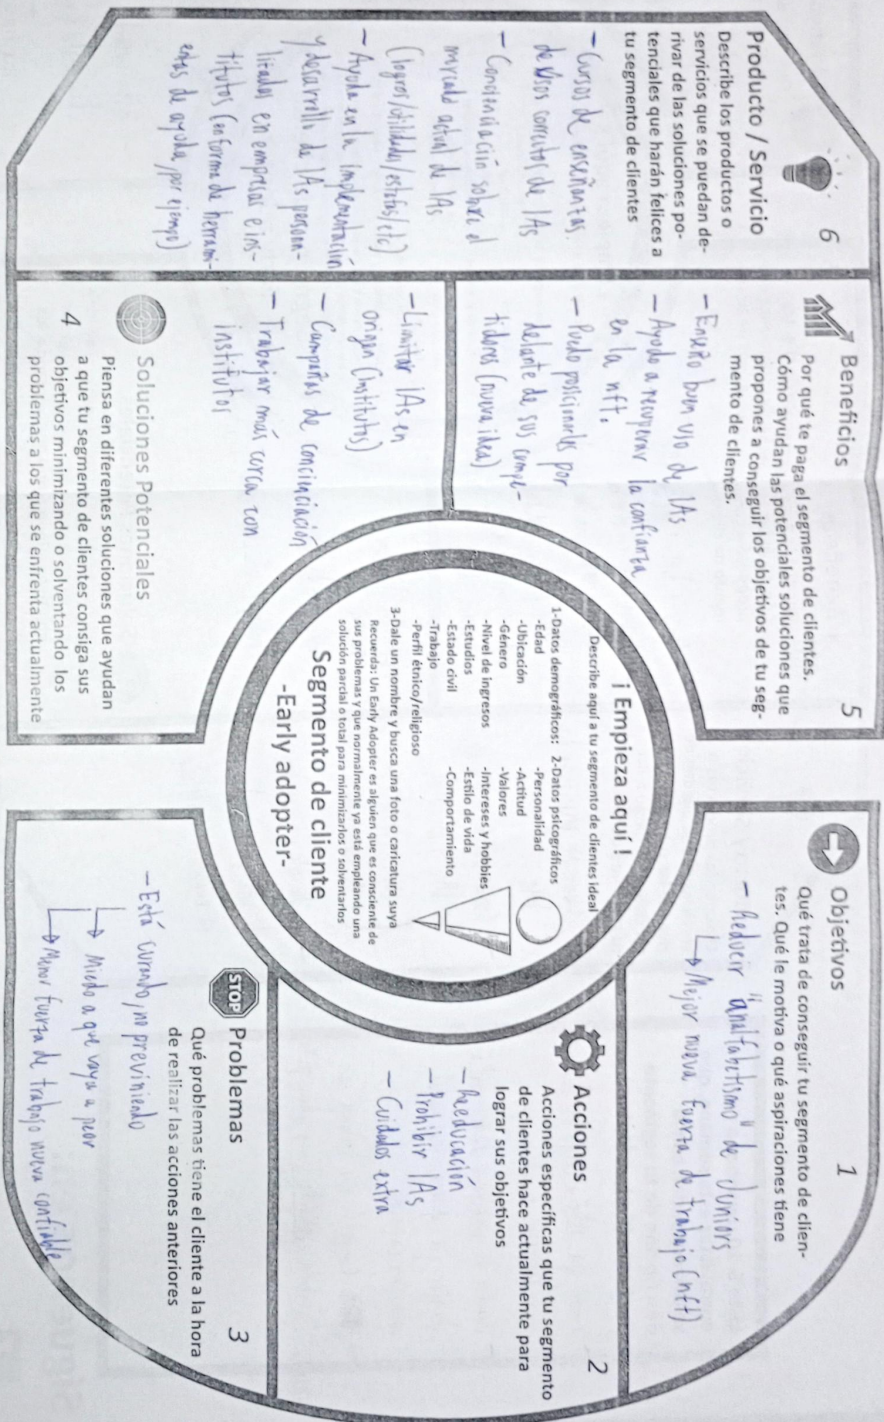 6
Producto / Servicio
Describe los productos o
servicios que se puedan de-
rivar de las soluciones po-
tenciales que harán felices a
tu segmento de clientes
- Cursos de enseñanzas
de Usos correctos de IAs
- Concienciación sobre el
mercado actual de IAs
(logros/utilidades/estafas/etc)
- Ayuda en la implementación
y desarrollo de IAs persona-
lizadas en empresas e ins-
titutos (en forma de herrami-
entas de ayuda, por ejemplo)
Beneficios
5
Por qué te paga el segmento de clientes.
Cómo ayudan las potenciales soluciones que
propones a conseguir los objetivos de tu seg-
mento de clientes.
- Enseño buen uso de IAs
- Ayudo a recuperar la confianza
en la nft.
- Puedo posicionarles por
delante de sus compe-
tidores (nueva idea)
- Limitar IAs en
origen (Institutos)
- Campañas de concienciación
- Trabajar más cerca con
institutos
Soluciones Potenciales
4
Piensa en diferentes soluciones que ayudan
a que tu segmento de clientes consiga sus
objetivos minimizando o solventando los
problemas a los que se enfrenta actualmente
¡ Empieza aquí !
Describe aquí a tu segmento de clientes ideal
1-Datos demográficos:
-Edad
-Ubicación
-Género
-Nivel de ingresos
-Estudios
-Estado civil
-Trabajo
-Perfil étnico/religioso
2-Datos psicográficos
-Personalidad
-Actitud
-Valores
-Intereses y hobbies
-Estilo de vida
-Comportamiento
3-Dale un nombre y busca una foto o caricatura suya
Recuerda: Un Early Adopter es alguien que es consciente de
sus problemas y que normalmente ya está empleando una
solución parcial o total para minimizarlos o solventarlos
Segmento de cliente
-Early adopter-
Objetivos
1
Qué trata de conseguir tu segmento de clien-
tes. Qué le motiva o qué aspiraciones tiene
- Reducir "analfabetismo" de Juniors
↳ Mejor nueva fuerza de trabajo (nft)
Acciones
2
Acciones específicas que tu segmento
de clientes hace actualmente para
lograr sus objetivos
- Reeducación
- Prohibir IAs
- Cuidados extra
STOP
Problemas
3
Qué problemas tiene el cliente a la hora
de realizar las acciones anteriores
- Está curando, no previniendo
↳ Miedo a que vaya a peor
↳ Menor fuerza de trabajo nueva confiable